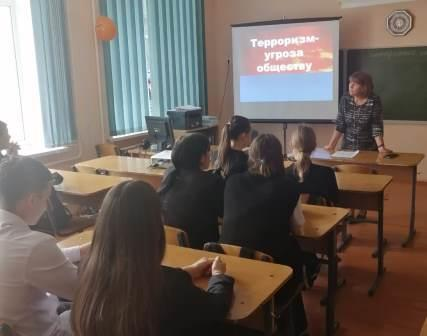 Терроризм-
угроза
обществу